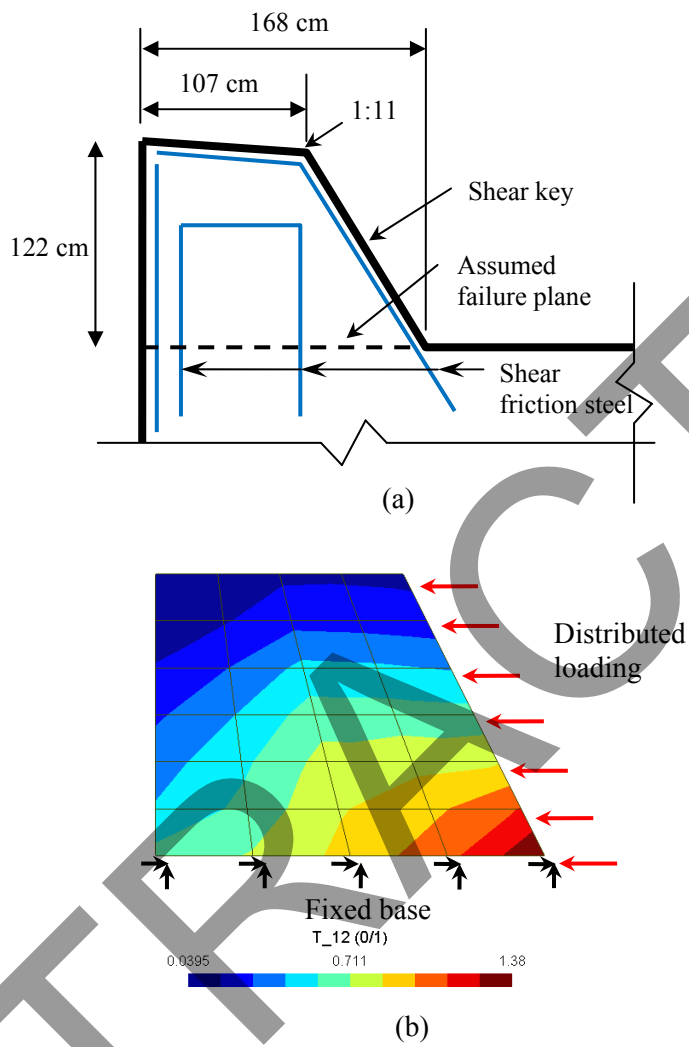 168 cm
107 cm
1:11
Shear key
122 cm
Assumed
failure plane
Shear
friction steel
(a)
Distributed
loading
Fixed base
T_12 (0/1)
0.0395 0.711 1.38
(b)
TRACT